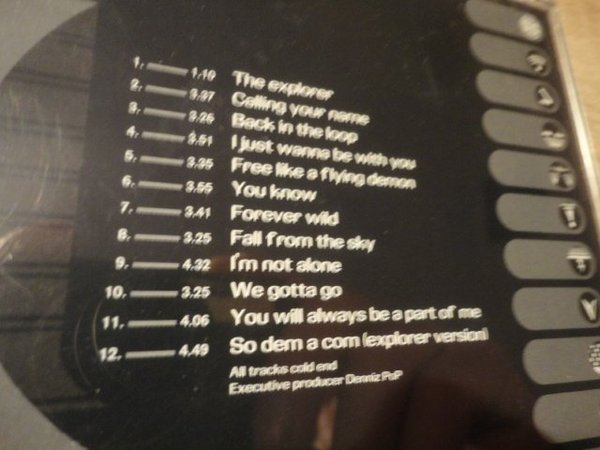 1. 1.10 The explorer
2. 3.37 Calling your name
3. 3.26 Back in the loop
4. 3.51 I just wanna be with you
5. 3.35 Free like a flying demon
6. 3.55 You know
7. 3.41 Forever wild
8. 3.25 Fall from the sky
9. 4.32 I'm not alone
10. 3.25 We gotta go
11. 4.06 You will always be a part of me
12. 4.49 So dem a com (explorer version)
All tracks cold end
Executive producer Denniz PoP